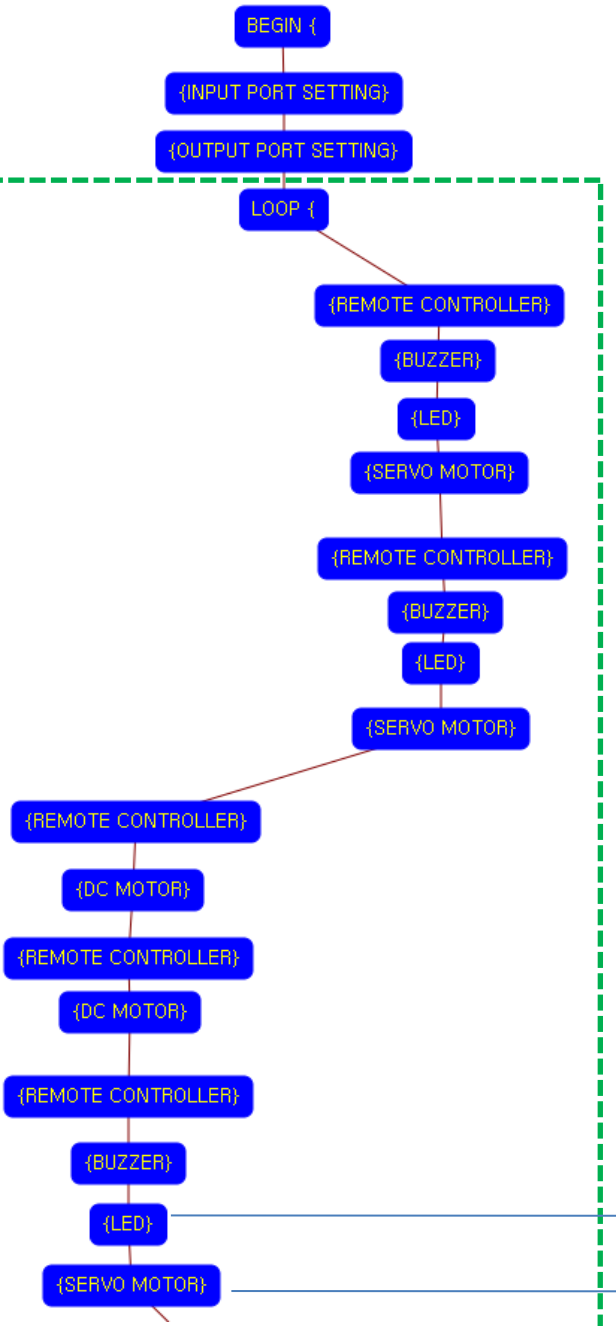 BEGIN {
{INPUT PORT SETTING}
{OUTPUT PORT SETTING}
LOOP {
{REMOTE CONTROLLER}
{BUZZER}
{LED}
{SERVO MOTOR}
{REMOTE CONTROLLER}
{BUZZER}
{LED}
{SERVO MOTOR}
{REMOTE CONTROLLER}
{DC MOTOR}
{REMOTE CONTROLLER}
{DC MOTOR}
{REMOTE CONTROLLER}
{BUZZER}
{LED}
{SERVO MOTOR}